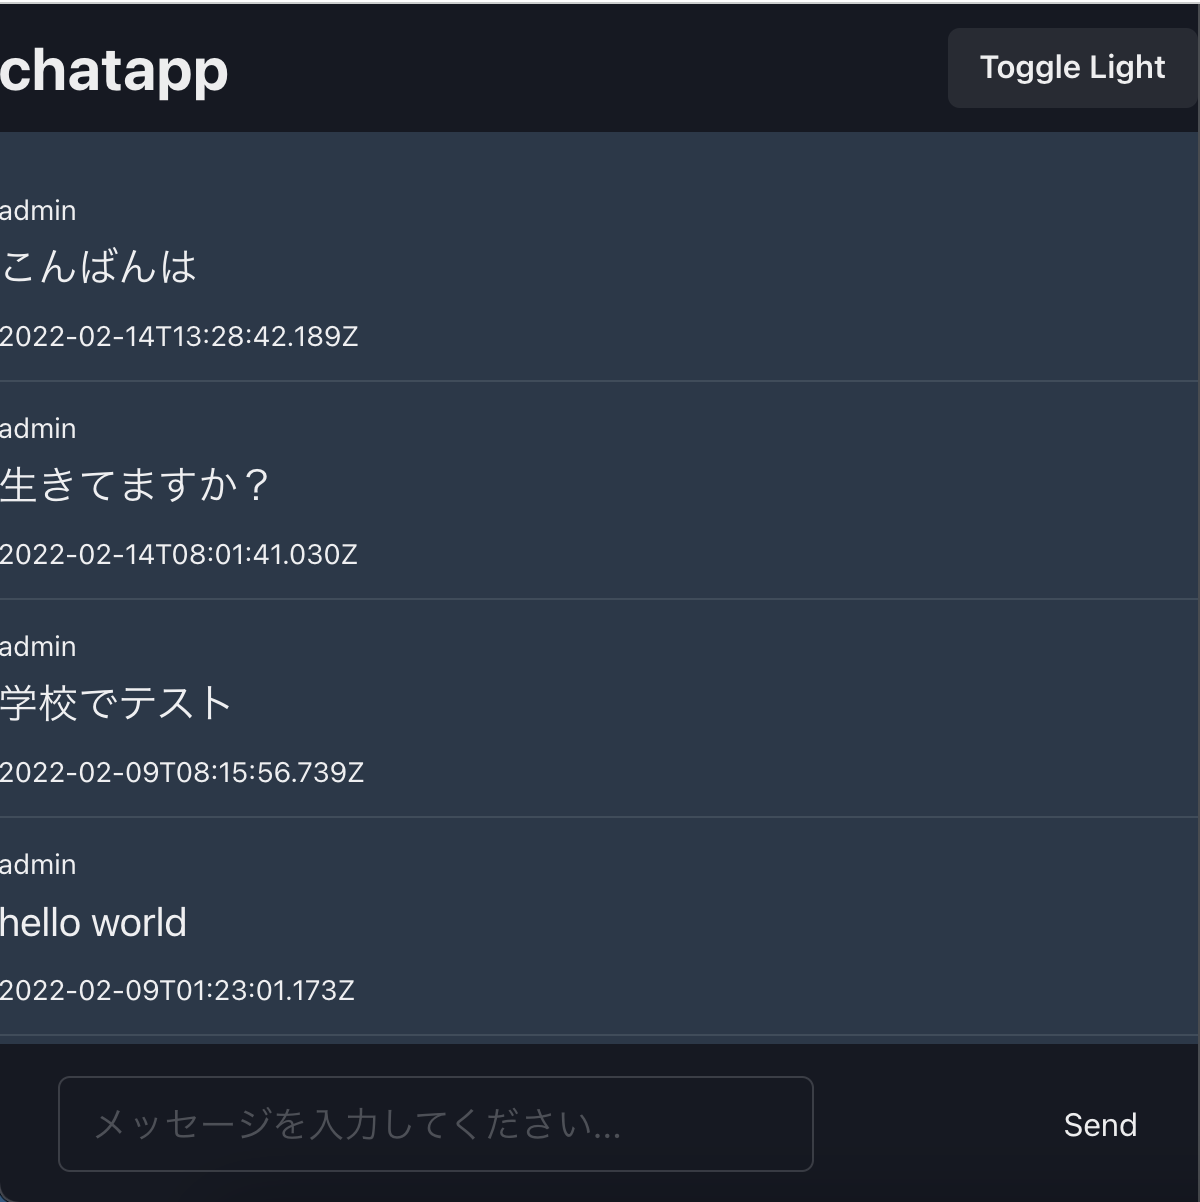 chatapp
Toggle Light
admin
こんばんは
2022-02-14T13:28:42.189Z
admin
生きてますか？
2022-02-14T08:01:41.030Z
admin
学校でテスト
2022-02-09T08:15:56.739Z
admin
hello world
2022-02-09T01:23:01.173Z
メッセージを入力してください...
Send